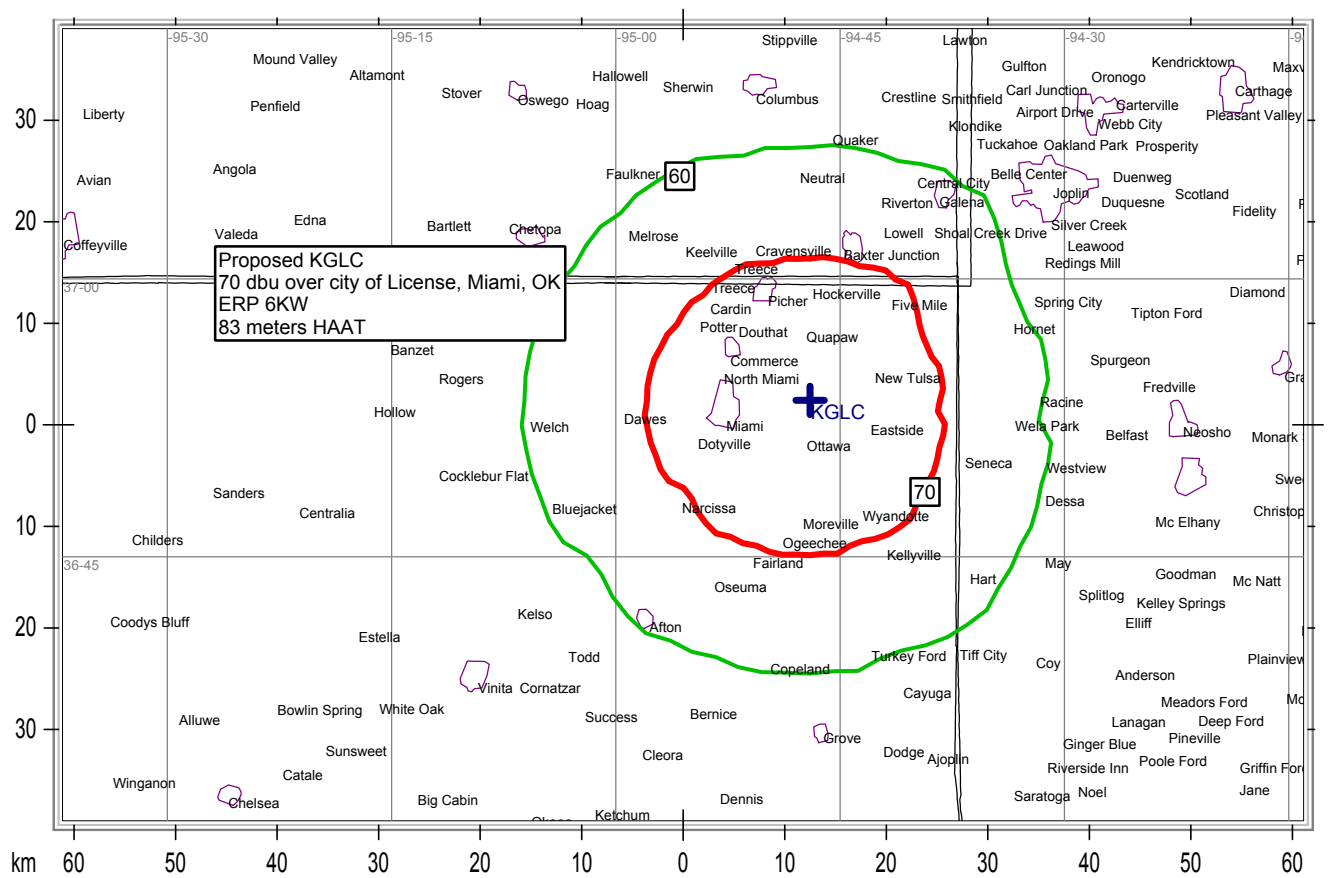 -95-30 -95-15 -95-00 -94-45 -94-30 -9
Stippville Lawton
Mound Valley Altamont Hallowell Sherwin Gulfton Oronogo Kendricktown Maxv
Stover Oswego Hoag Columbus Crestline Smithfield Carl Junction Carterville Carthage
30 Liberty Penfield Klondike Airport Drive Webb City Pleasant Valley
Quaker Tuckahoe Oakland Park Prosperity
Avian Angola Faulkner 60 Neutral Central City Belle Center Duenweg
Riverton Galena Joplin Duquesne Scotland
20 Edna Bartlett Chetopa Fidelity
Coffeyville Valeda Melrose Lowell Shoal Creek Drive Silver Creek
Keelville Cravensville Baxter Junction Leawood
Treece Redings Mill
Proposed KGLC
70 dbu over city of License, Miami, OK
ERP 6KW
83 meters HAAT
37-00 Treece Picher Hockerville Diamond
10 Cardin Five Mile Spring City Tipton Ford
Potter Douthat Quapaw Hornet
Banzet Commerce Spurgeon
Rogers North Miami New Tulsa Fredville Gra
Hollow KGLC Racine
0 Welch Dawes Miami Eastside Wela Park Belfast Neosho Monark
Dotyville Ottawa
Cocklebur Flat Seneca Westview
Sanders 70 Dessa Swe
10 Centralia Bluejacket Narcissa Moreville Wyandotte Mc Elhany Christop
Childers Ogeechee
36-45 Fairland Kellyville May
Oseuma Hart Goodman Mc Natt
Splitlog Kelley Springs
20 Coodys Bluff Kelso Afton Elliff
Estella
Todd Copeland Turkey Ford Tiff City Coy Plainview
Vinita Cornatzar Cayuga Anderson
Bowlin Spring White Oak Success Bernice Meadors Ford Mc
30 Alluwe Grove Lanagan Deep Ford
Sunsweet Cleora Dodge Ajoplin Ginger Blue Pineville
Winganon Catale Riverside Inn Poole Ford Griffin For
Chelsea Big Cabin Dennis Saratoga Noel Jane
Ketchum
km 60 50 40 30 20 10 0 10 20 30 40 50 60